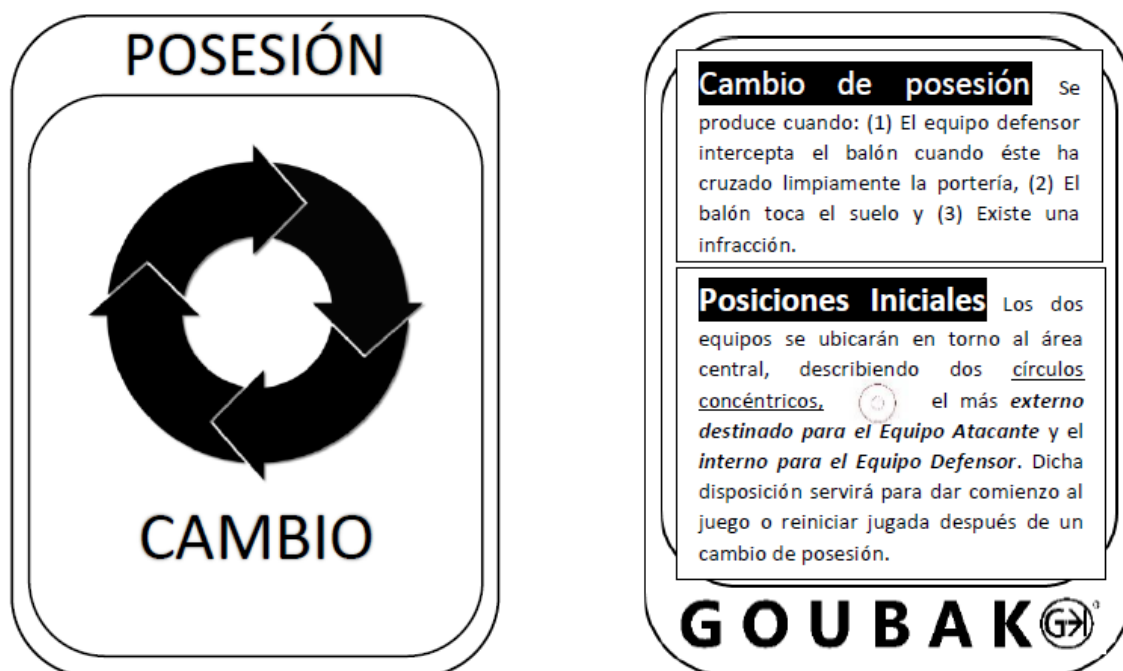 POSESIÓN
CAMBIO
Cambio de posesión Se
produce cuando: (1) El equipo defensor
intercepta el balón cuando éste ha
cruzado limpiamente la portería, (2) El
balón toca el suelo y (3) Existe una
infracción.
Posiciones Iniciales Los dos
equipos se ubicarán en torno al área
central, describiendo dos círculos
concéntricos, el más externo
destinado para el Equipo Atacante y el
interno para el Equipo Defensor. Dicha
disposición servirá para dar comienzo al
juego o reiniciar jugada después de un
cambio de posesión.
GOUBAK